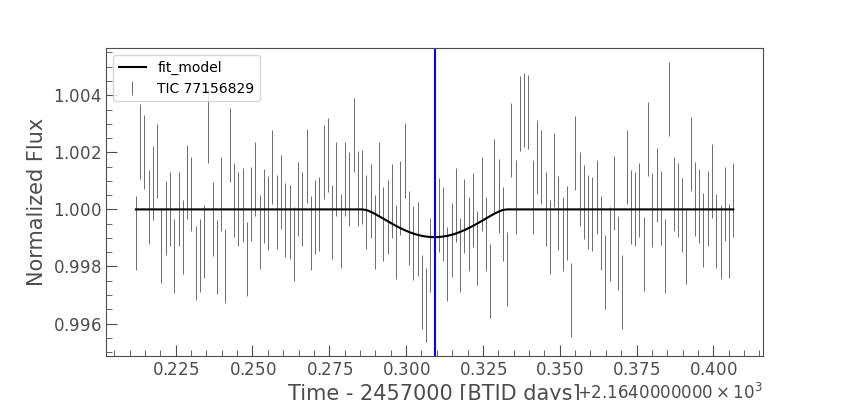 fit_model
TIC 77156829
Normalized Flux
1.004
1.002
1.000
0.998
0.996
0.225 0.250 0.275 0.300 0.325 0.350 0.375 0.400
Time - 2457000 [BTJD days]
+2.1640000000 × 10³